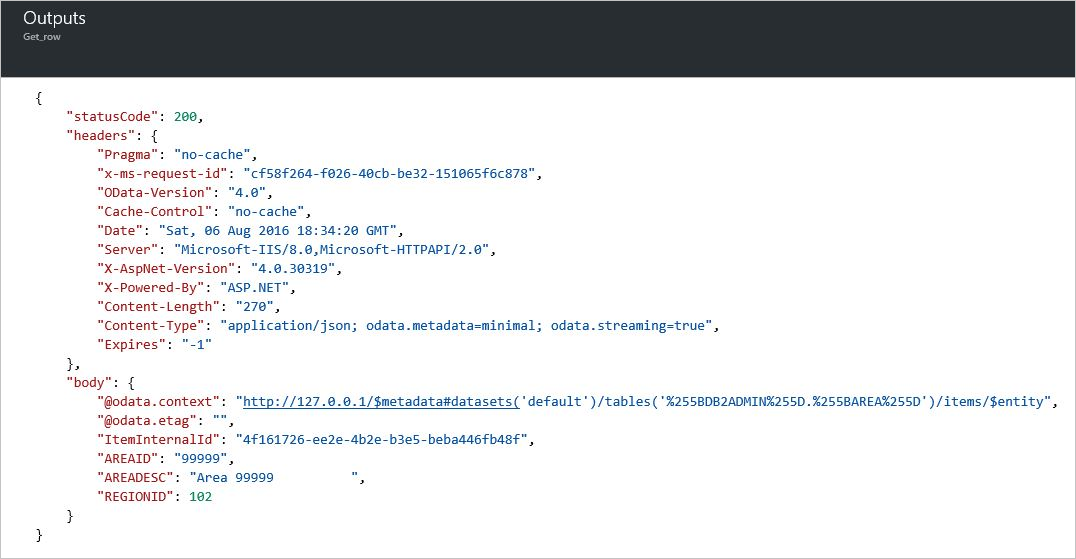 Outputs
Get_row
{
"statusCode": 200,
"headers": {
"Pragma": "no-cache",
"x-ms-request-id": "cf58f264-f026-40cb-be32-151065f6c878",
"OData-Version": "4.0",
"Cache-Control": "no-cache",
"Date": "Sat, 06 Aug 2016 18:34:20 GMT",
"Server": "Microsoft-IIS/8.0,Microsoft-HTTPAPI/2.0",
"X-AspNet-Version": "4.0.30319",
"X-Powered-By": "ASP.NET",
"Content-Length": "270",
"Content-Type": "application/json; odata.metadata=minimal; odata.streaming=true",
"Expires": "-1"
},
"body": {
"@odata.context": "http://127.0.0.1/$metadata#datasets('default')/tables('%255BDB2ADMIN%255D.%255BAREA%255D')/items/$entity",
"@odata.etag": "",
"ItemInternalId": "4f161726-ee2e-4b2e-b3e5-beba446fb48f",
"AREAID": "99999",
"AREADESC": "Area 99999          ",
"REGIONID": 102
}
}